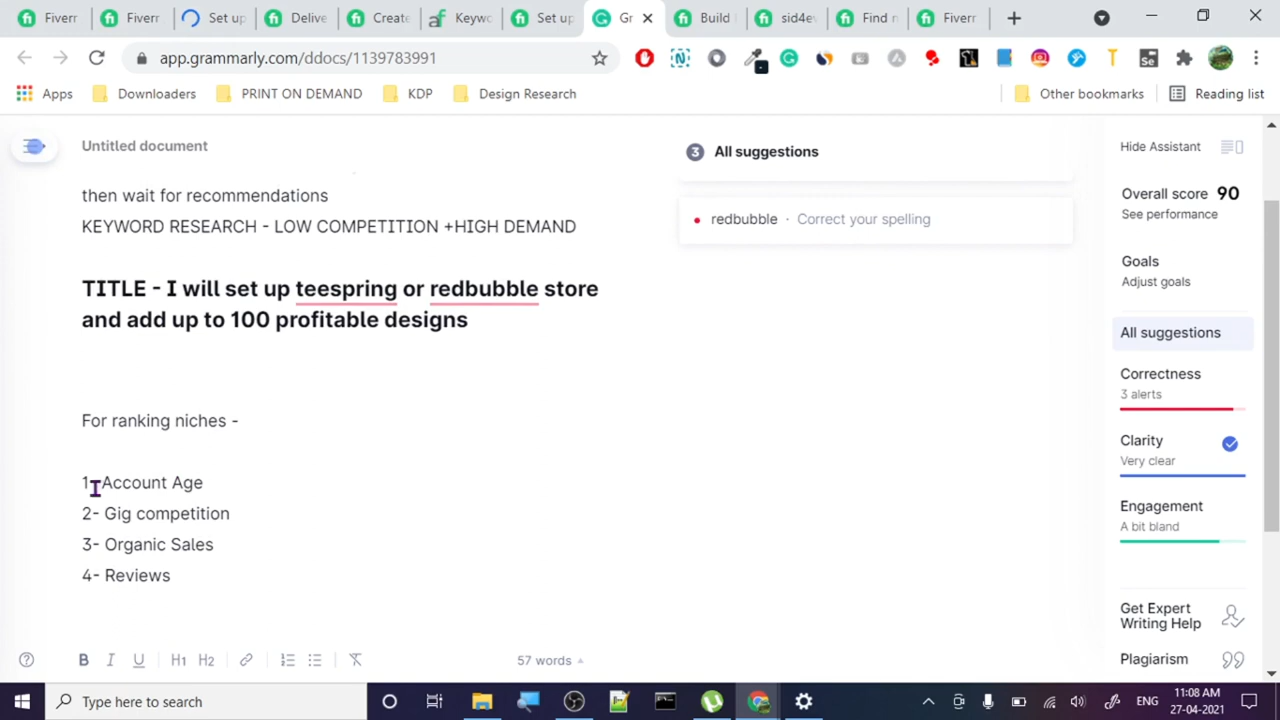 Fiverr
Fiverr
Set up
Delive
Create
Keywo
Set up
Gr
Build
sid4ev
Find n
Fiverr
app.grammarly.com/ddocs/1139783991
Apps
Downloaders
PRINT ON DEMAND
KDP
Design Research
Other bookmarks
Reading list
Untitled document
3 All suggestions
Hide Assistant
then wait for recommendations
KEYWORD RESEARCH - LOW COMPETITION +HIGH DEMAND
redbubble · Correct your spelling
Overall score 90
See performance
Goals
Adjust goals
TITLE - I will set up teespring or redbubble store
and add up to 100 profitable designs
All suggestions
Correctness
3 alerts
For ranking niches -
Clarity
Very clear
1- Account Age
2- Gig competition
3- Organic Sales
4- Reviews
Engagement
A bit bland
Get Expert
Writing Help
Plagiarism
B I U H1 H2
57 words
Type here to search
ENG
11:08 AM
27-04-2021